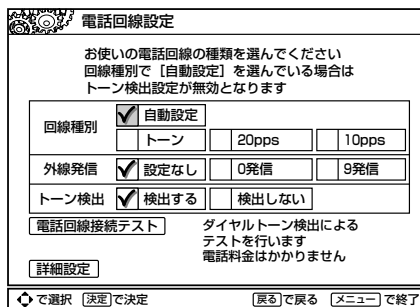 電話回線設定
お使いの電話回線の種類を選んでください
回線種別で［自動設定］を選んでいる場合は
トーン検出設定が無効となります
回線種別 自動設定
トーン 20pps 10pps
外線発信 設定なし 0発信 9発信
トーン検出 検出する 検出しない
電話回線接続テスト ダイヤルトーン検出による
テストを行います
電話料金はかかりません
詳細設定
で選択 決定で決定 戻るで戻る メニューで終了